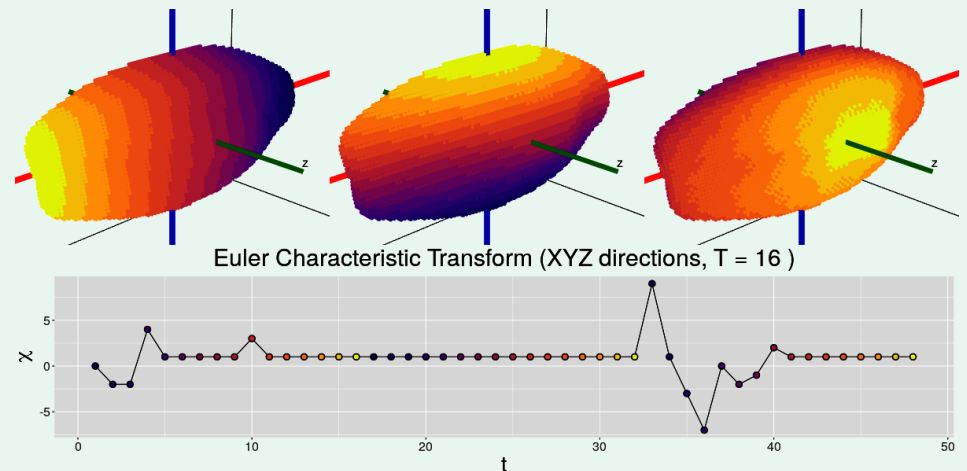 z z z
Euler Characteristic Transform (XYZ directions, T = 16 )
5
0
-5
χ
0 10 20 30 40 50
t